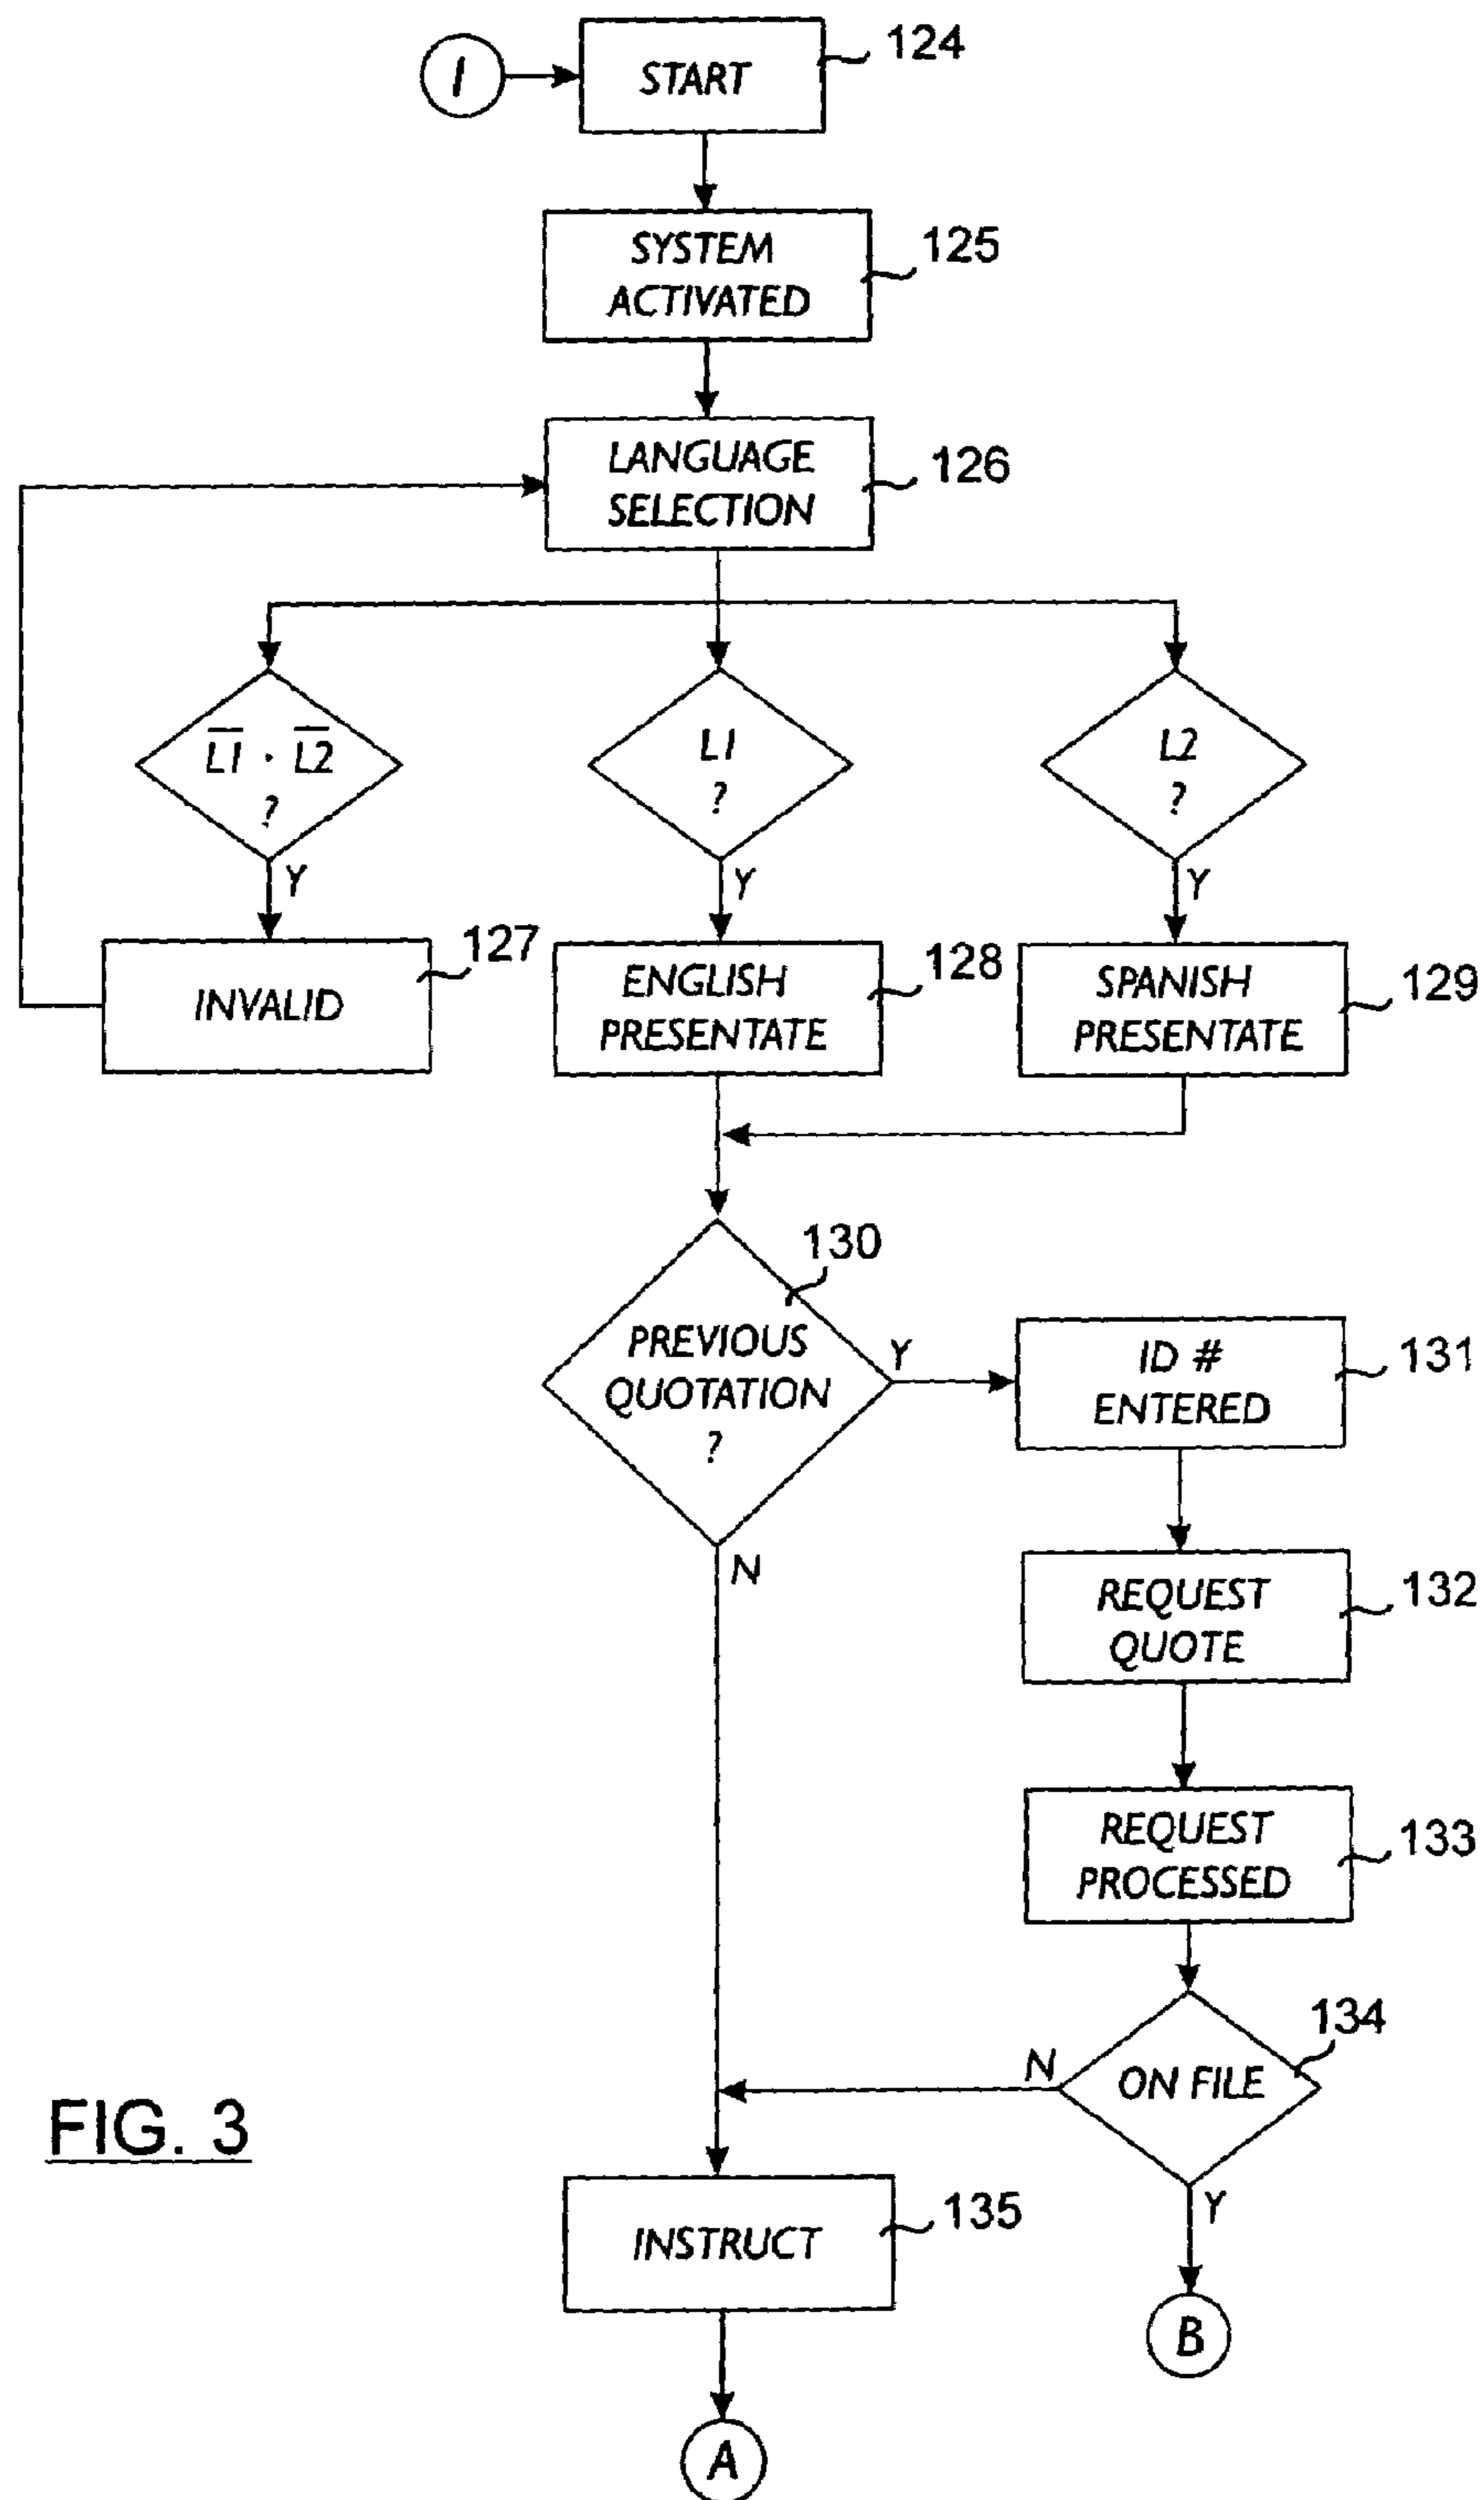 I
START
124
SYSTEM
ACTIVATED
125
LANGUAGE
SELECTION
126
L1̅ · L2̅
?
L1
?
L2
?
Y
Y
Y
INVALID
127
ENGLISH
PRESENTATE
128
SPANISH
PRESENTATE
129
130
PREVIOUS
QUOTATION
?
Y
N
ID #
ENTERED
131
REQUEST
QUOTE
132
REQUEST
PROCESSED
133
134
ON FILE
N
Y
FIG. 3
INSTRUCT
135
B
A